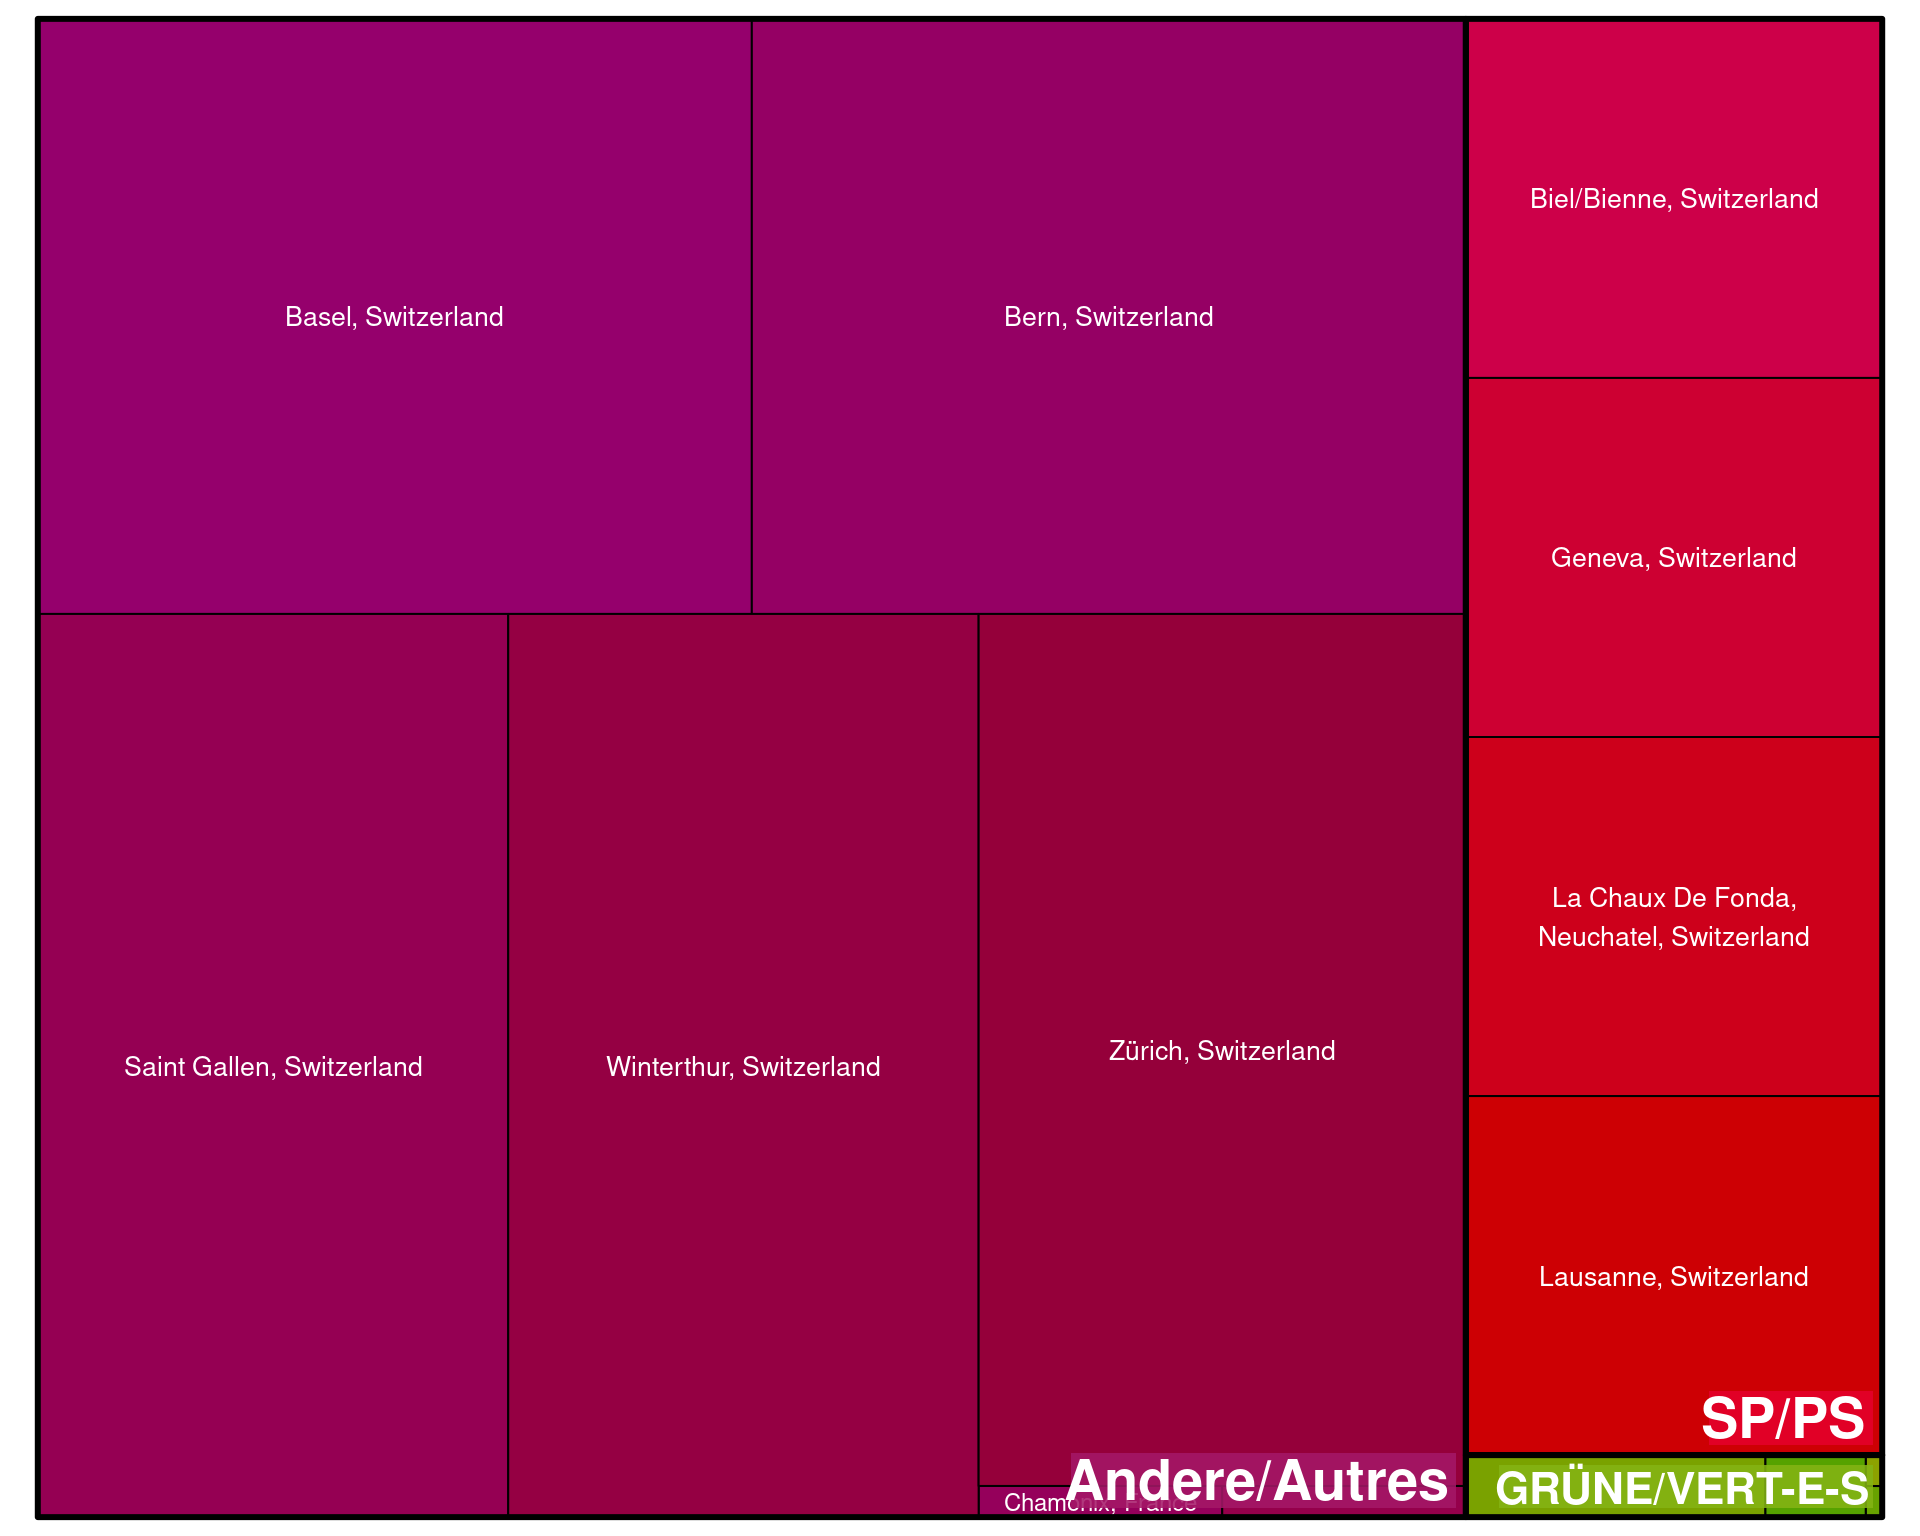 Basel, Switzerland
Bern, Switzerland
Biel/Bienne, Switzerland
Geneva, Switzerland
La Chaux De Fonda,
Neuchatel, Switzerland
Saint Gallen, Switzerland
Winterthur, Switzerland
Zürich, Switzerland
Lausanne, Switzerland
SP/PS
Andere/Autres
GRÜNE/VERT-E-S
Chamonix, France